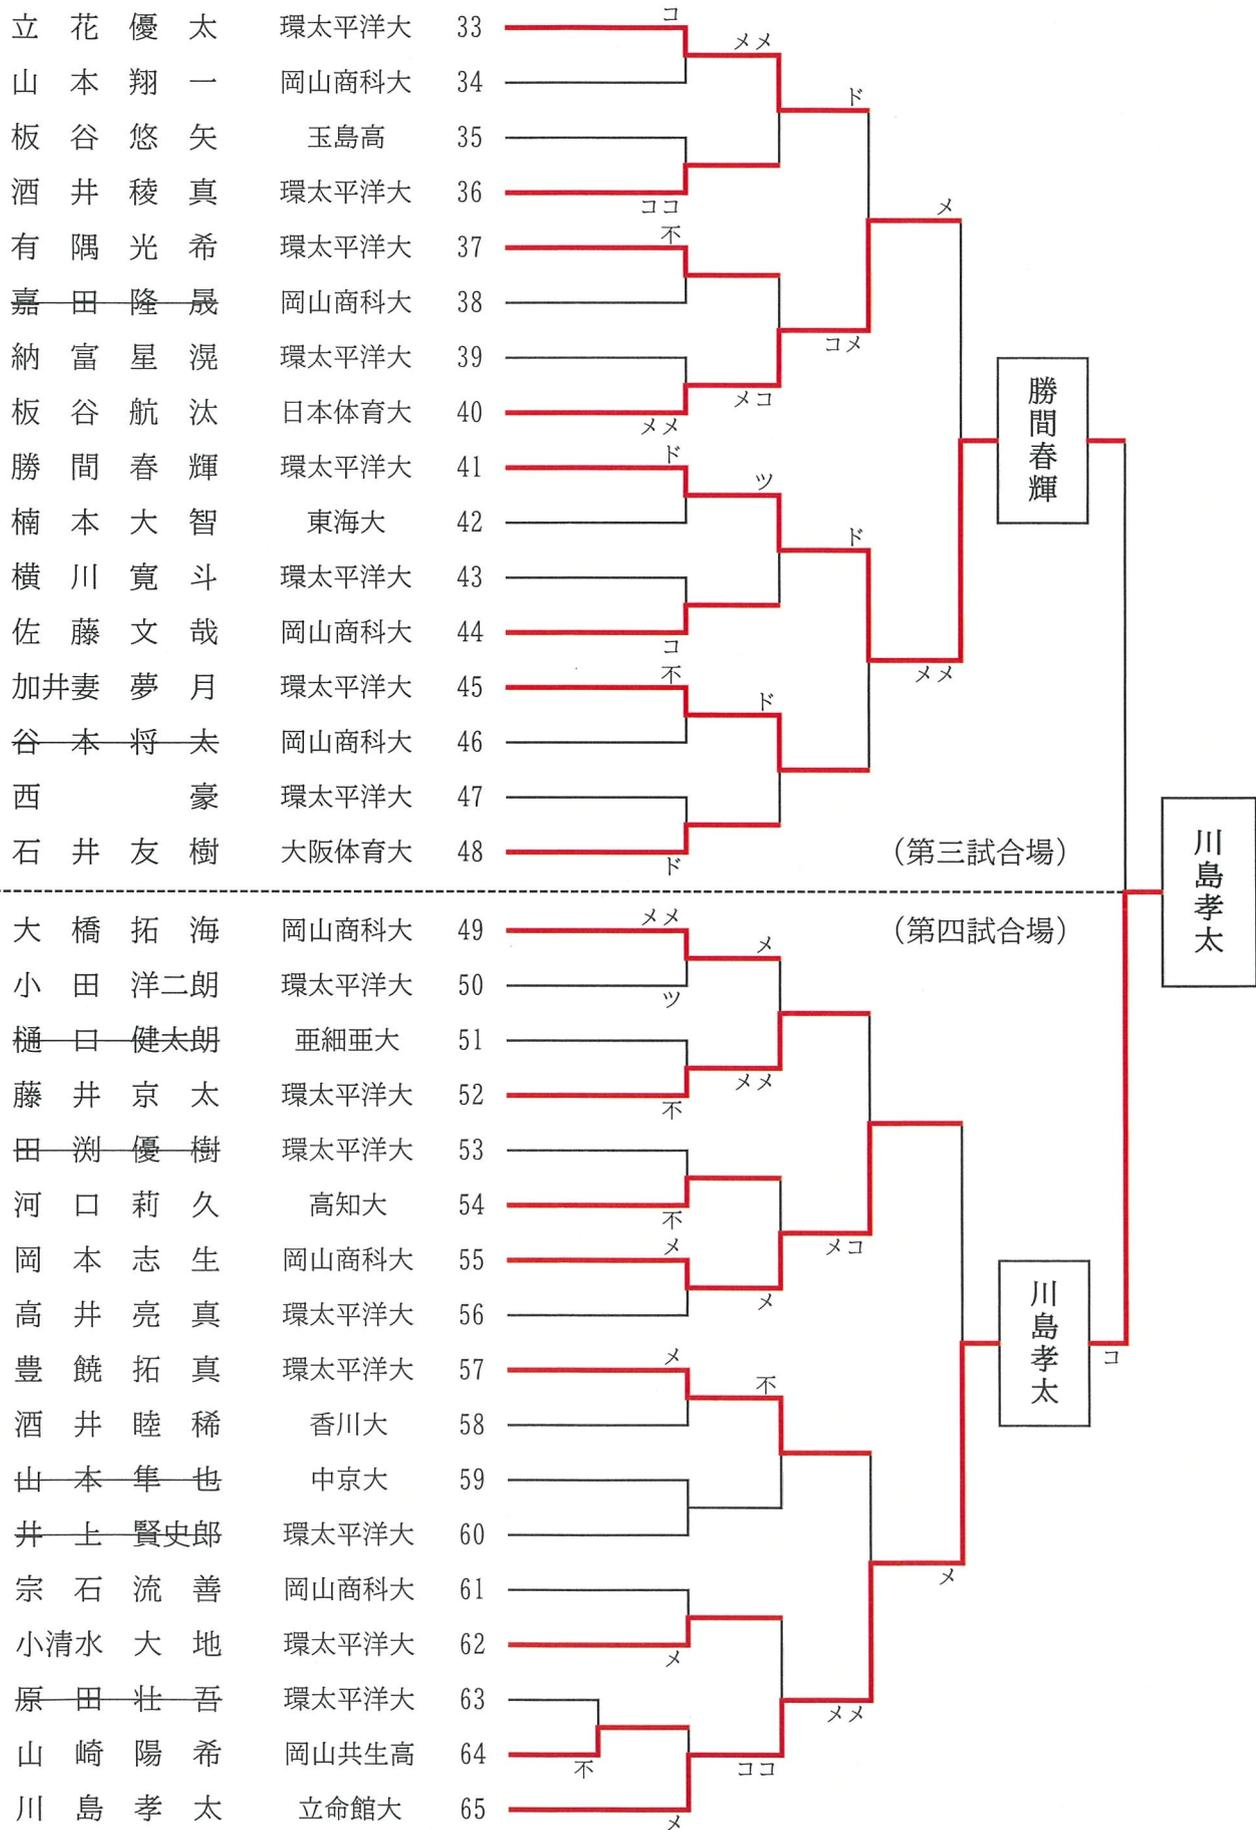 コ
立花優太 環太平洋大 33
メメ
山本翔一 岡山商科大 34
ド
板谷悠矢 玉島高 35
酒井稜真 環太平洋大 36
ココ
メ
不
有隅光希 環太平洋大 37
嘉田隆晟 岡山商科大 38
コメ
納富星滉 環太平洋大 39
メコ
板谷航汰 日本体育大 40
メメ
勝間春輝
ド
勝間春輝 環太平洋大 41
ツ
楠本大智 東海大 42
ド
横川寛斗 環太平洋大 43
佐藤文哉 岡山商科大 44
コ
メメ
不
加井妻夢月 環太平洋大 45
ド
谷本将太 岡山商科大 46
西豪 環太平洋大 47
石井友樹 大阪体育大 48
ド
(第三試合場)
川島孝太
メメ
大橋拓海 岡山商科大 49
(第四試合場)
メ
小田洋二朗 環太平洋大 50
ツ
樋口健太朗 亜細亜大 51
メメ
藤井京太 環太平洋大 52
不
田渕優樹 環太平洋大 53
河口莉久 高知大 54
不
メコ
メ
岡本志生 岡山商科大 55
メ
高井亮真 環太平洋大 56
川島孝太
コ
メ
豊饒拓真 環太平洋大 57
不
酒井睦稀 香川大 58
山本隼也 中京大 59
井上賢史郎 環太平洋大 60
メ
宗石流善 岡山商科大 61
小清水大地 環太平洋大 62
メ
原田壮吾 環太平洋大 63
メメ
山崎陽希 岡山共生高 64
不
ココ
川島孝太 立命館大 65
メ